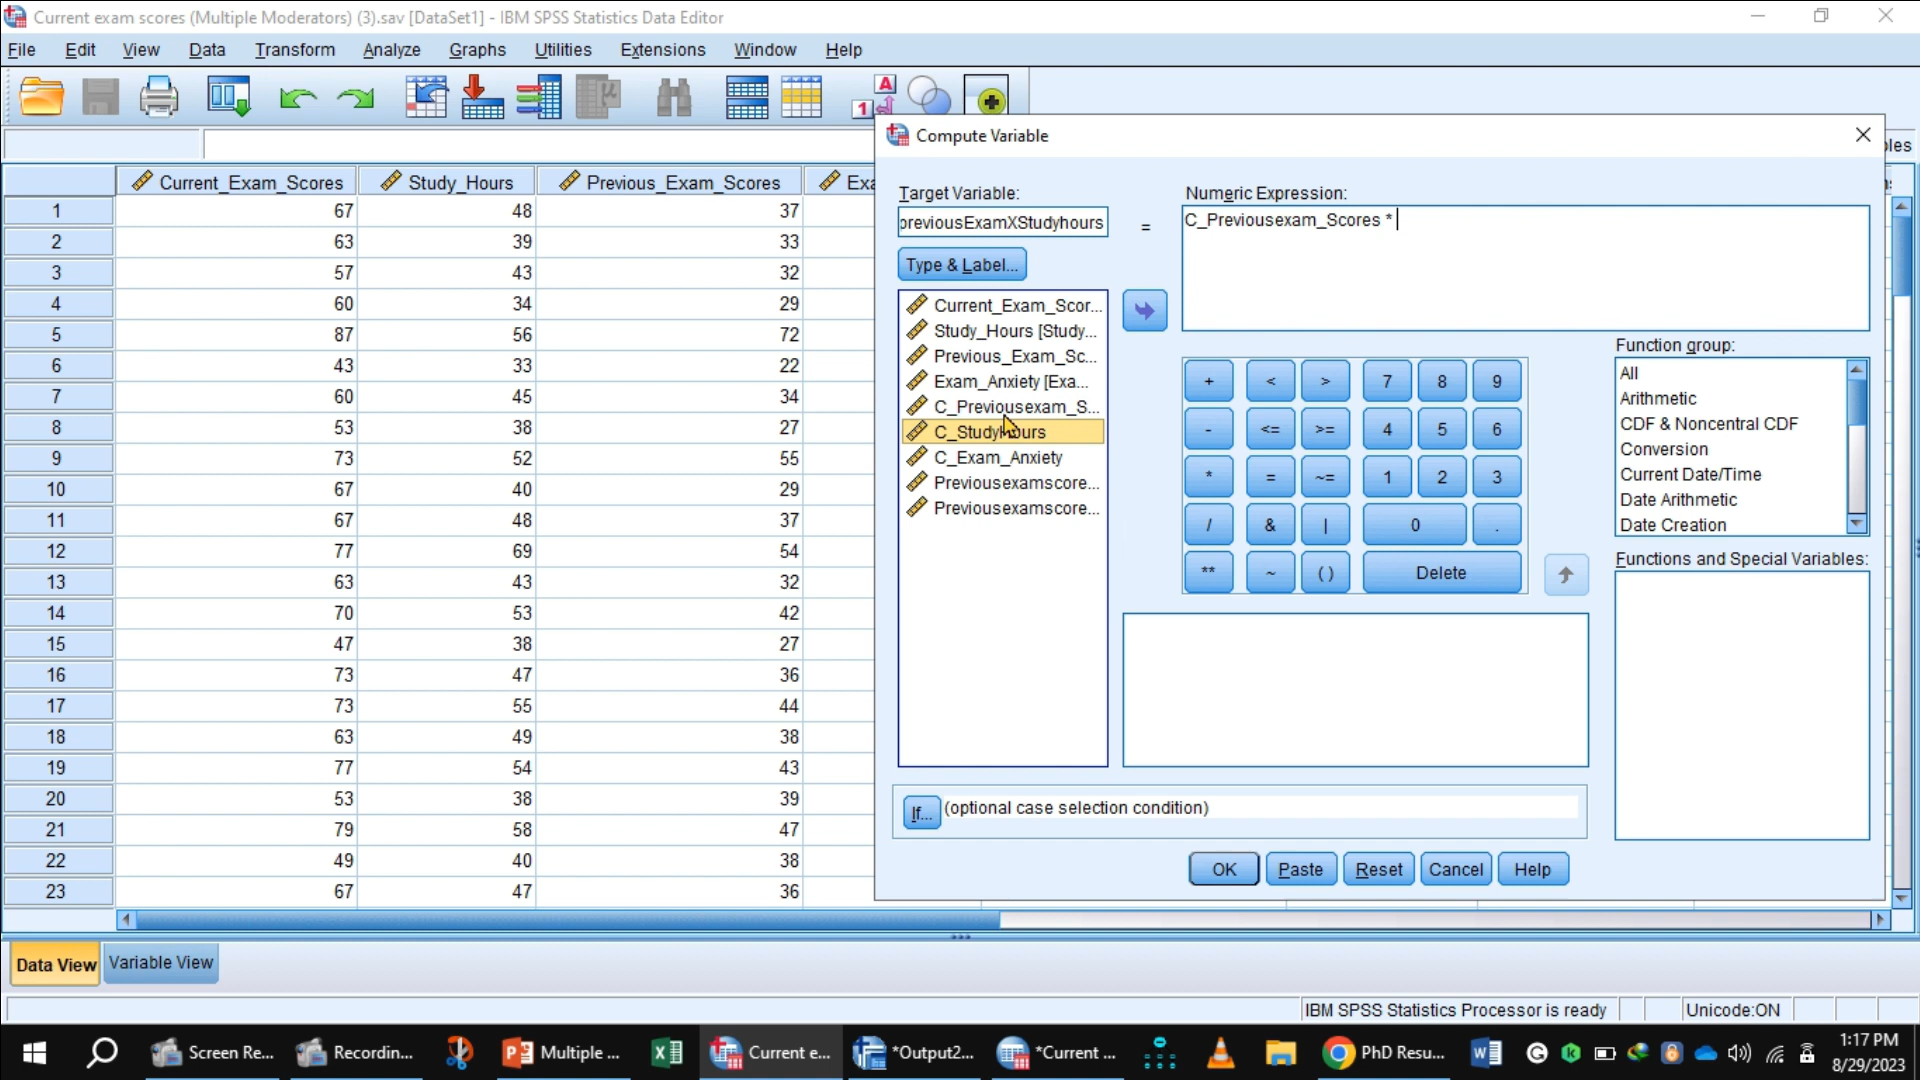 Current exam scores (Multiple Moderators) (3).sav [DataSet1] - IBM SPSS Statistics Data Editor
File Edit View Data Transform Analyze Graphs Utilities Extensions Window Help
Compute Variable
Target Variable:
previousExamXStudyhours
=
Numeric Expression:
C_Previousexam_Scores *
Type & Label...
Current_Exam_Scor...
Study_Hours [Study...
Previous_Exam_Sc...
Exam_Anxiety [Exa...
C_Previousexam_S...
C_StudyHours
C_Exam_Anxiety
Previousexamscore...
Previousexamscore...
+ < > 7 8 9
- <= >= 4 5 6
* = ~= 1 2 3
/ & | 0 .
** ~ ( ) Delete
Function group:
All
Arithmetic
CDF & Noncentral CDF
Conversion
Current Date/Time
Date Arithmetic
Date Creation
Functions and Special Variables:
If... (optional case selection condition)
OK Paste Reset Cancel Help
Current_Exam_Scores Study_Hours Previous_Exam_Scores Exa
1 67 48 37
2 63 39 33
3 57 43 32
4 60 34 29
5 87 56 72
6 43 33 22
7 60 45 34
8 53 38 27
9 73 52 55
10 67 40 29
11 67 48 37
12 77 69 54
13 63 43 32
14 70 53 42
15 47 38 27
16 73 47 36
17 73 55 44
18 63 49 38
19 77 54 43
20 53 38 39
21 79 58 47
22 49 40 38
23 67 47 36
Data View Variable View
IBM SPSS Statistics Processor is ready Unicode:ON
Screen Re... Recordin... Multiple ... Current e... *Output2... *Current ... PhD Resu...
1:17 PM
8/29/2023